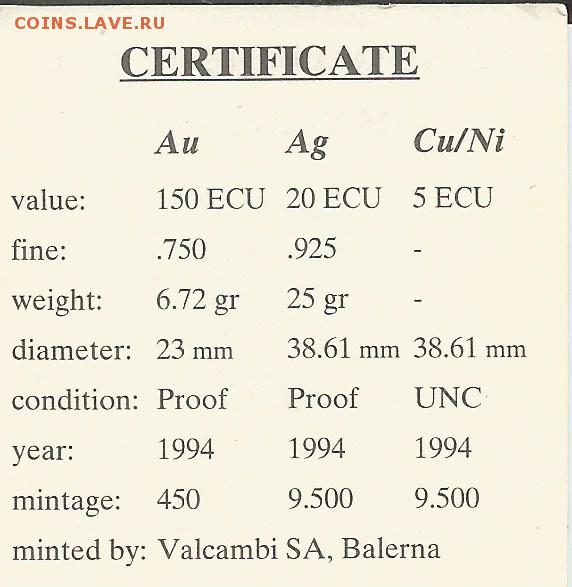 COINS.LAVE.RU
CERTIFICATE
Au Ag Cu/Ni
value: 150 ECU 20 ECU 5 ECU
fine: .750 .925 -
weight: 6.72 gr 25 gr -
diameter: 23 mm 38.61 mm 38.61 mm
condition: Proof Proof UNC
year: 1994 1994 1994
mintage: 450 9.500 9.500
minted by: Valcambi SA, Balerna